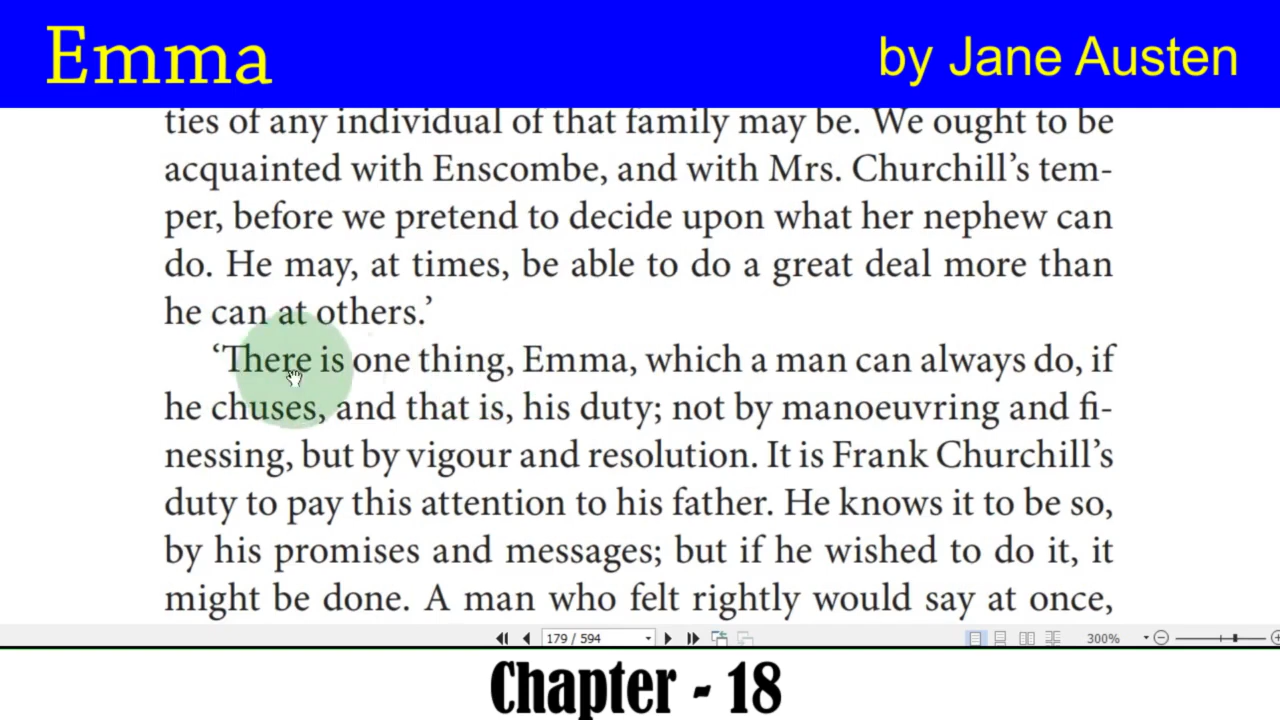 Emma
by Jane Austen
ties of any individual of that family may be. We ought to be
acquainted with Enscombe, and with Mrs. Churchill’s tem-
per, before we pretend to decide upon what her nephew can
do. He may, at times, be able to do a great deal more than
he can at others.’
‘There is one thing, Emma, which a man can always do, if
he chuses, and that is, his duty; not by manoeuvring and fi-
nessing, but by vigour and resolution. It is Frank Churchill’s
duty to pay this attention to his father. He knows it to be so,
by his promises and messages; but if he wished to do it, it
might be done. A man who felt rightly would say at once,
179 / 594
300%
Chapter - 18